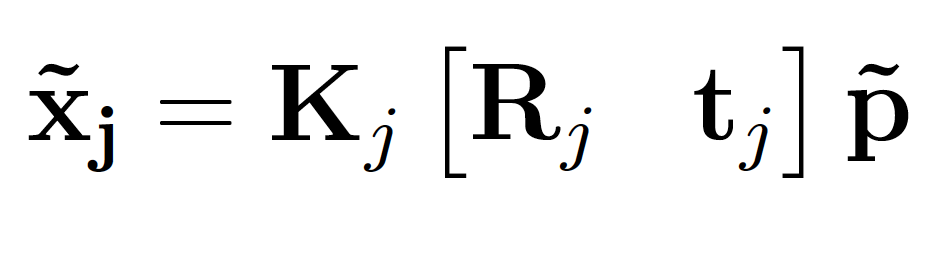 x̃ⱼ = Kⱼ [Rⱼ tⱼ] p̃